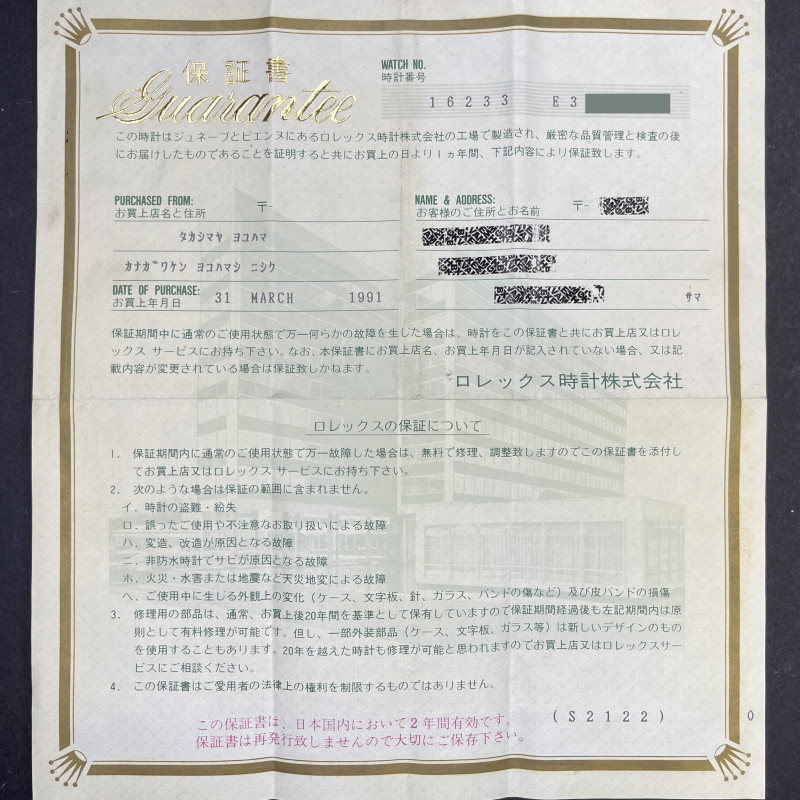 保証書
Guarantee
WATCH NO.
時計番号
16233 E3
この時計はジュネーブとビエンヌにあるロレックス時計株式会社の工場で製造され、厳密な品質管理と検査の後
にお届けしたものであることを証明すると共にお買上の日より1ヵ年間、下記内容により保証致します。
PURCHASED FROM:
お買上店名と住所 〒-
タカシマヤ ヨコハマ
カナガワケン ヨコハマシ ニシク
DATE OF PURCHASE:
お買上年月日 31 MARCH 1991
NAME & ADDRESS:
お客様のご住所とお名前 〒-
サマ
保証期間中に通常のご使用状態で万一何らかの故障を生じた場合は、時計をこの保証書と共にお買上店又はロレ
ックス サービスにお持ち下さい。なお、本保証書にお買上店名、お買上年月日が記入されていない場合、又は記
載内容が変更されている場合は保証致しかねます。
ロレックス時計株式会社
ロレックスの保証について
1. 保証期間内に通常のご使用状態で万一故障した場合は、無料で修理、調整致しますのでこの保証書を添付し
てお買上店又はロレックス サービスにお持ち下さい。
2. 次のような場合は保証の範囲に含まれません。
イ. 時計の盗難・紛失
ロ. 誤ったご使用や不注意なお取り扱いによる故障
ハ. 変造、改造が原因となる故障
ニ. 非防水時計でサビが原因となる故障
ホ. 火災・水害または地震など天災地変による故障
ヘ. ご使用中に生じる外観上の変化(ケース、文字板、針、ガラス、バンドの傷など)及び皮バンドの損傷
3. 修理用の部品は、通常、お買上後20年間を基準として保有していますので保証期間経過後も左記期間内は原
則として有料修理が可能です。但し、一部外装部品(ケース、文字板、ガラス等)は新しいデザインのもの
を使用することもあります。20年を越えた時計も修理が可能と思われますのでお買上店又はロレックスサー
ビスにご相談ください。
4. この保証書はご愛用者の法律上の権利を制限するものではありません。
この保証書は、日本国内において2年間有効です。
保証書は再発行致しませんので大切にご保存下さい。
(S2122) 0